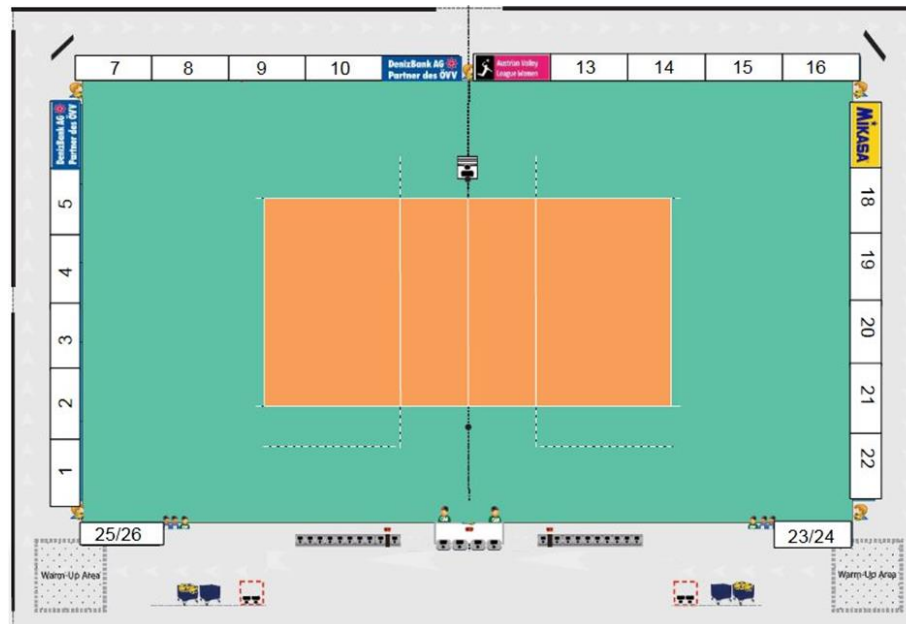 7
8
9
10
DenizBank AG
Partner des ÖVV
Austrian Volley
League Women
13
14
15
16
DenizBank AG
Partner des ÖVV
5
4
3
2
1
MIKASA
18
19
20
21
22
25/26
23/24
Warm-Up Area
Warm-Up Area